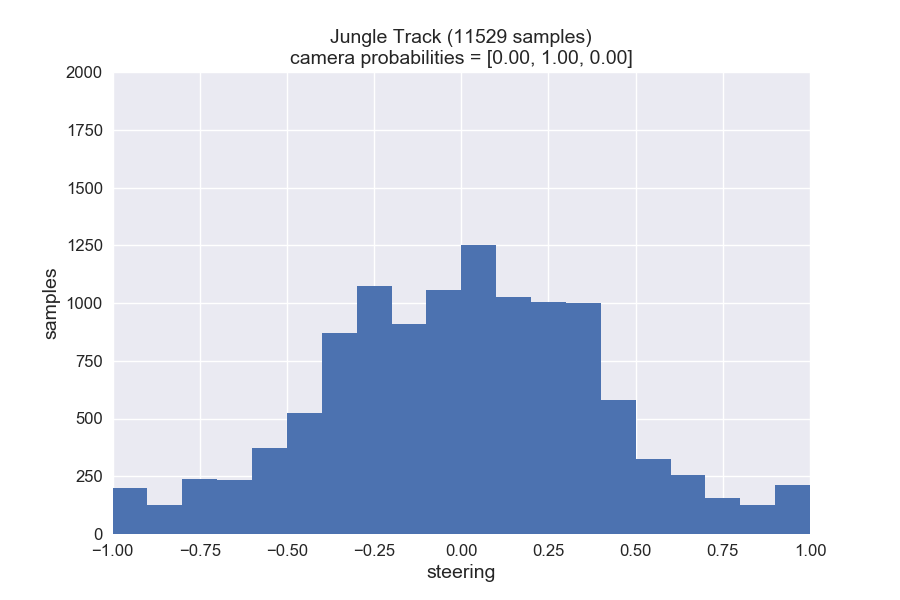 Jungle Track (11529 samples)
camera probabilities = [0.00, 1.00, 0.00]
2000
1750
1500
1250
1000
750
500
250
0
samples
−1.00 −0.75 −0.50 −0.25 0.00 0.25 0.50 0.75 1.00
steering